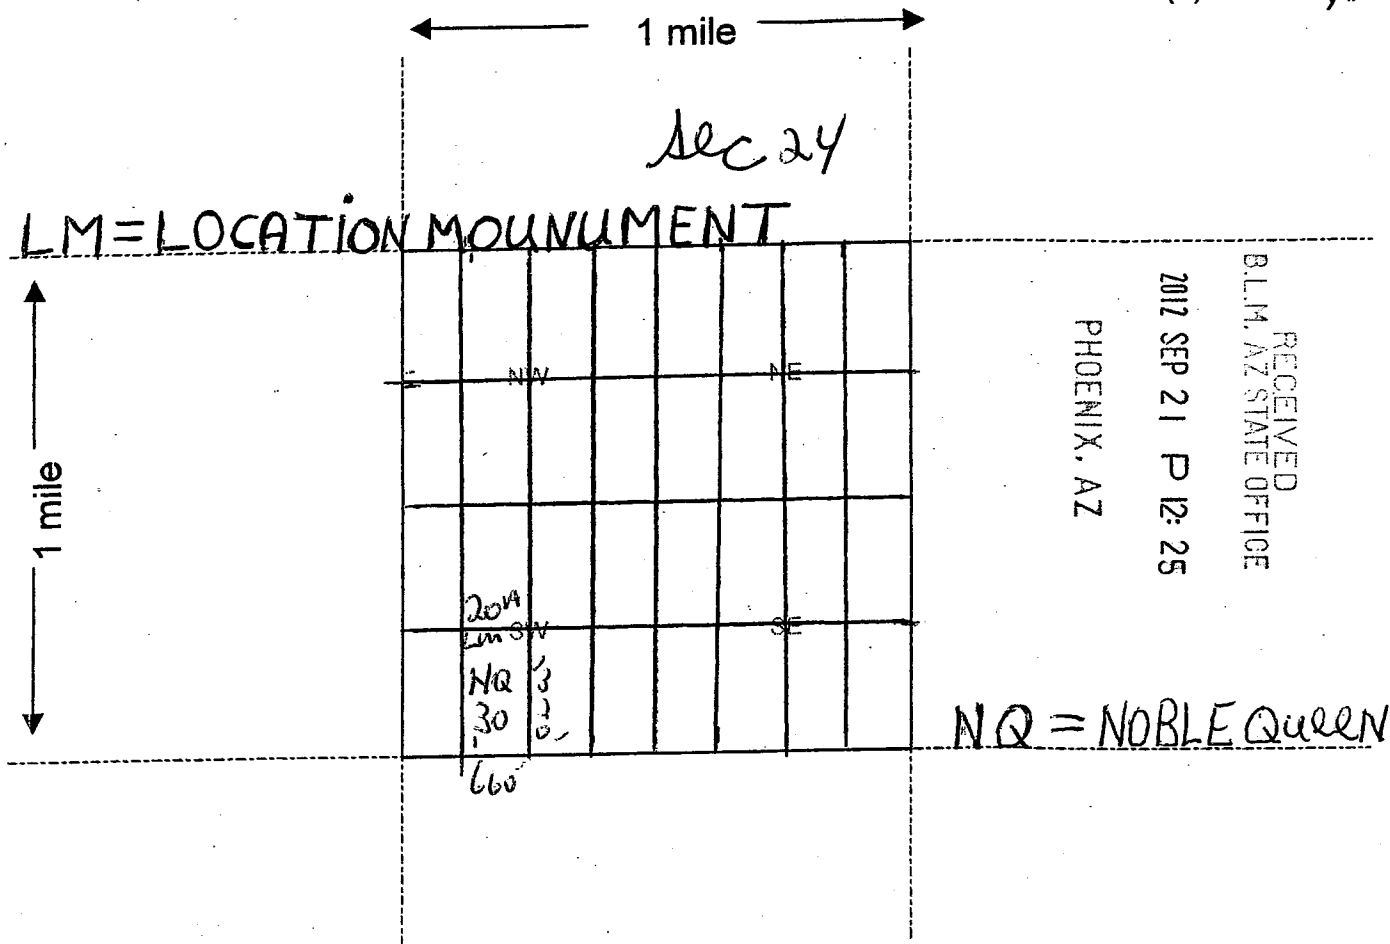 1 mile
Sec 24
LM = LOCATION MOUNUMENT
NW
NE
1 mile
20 A
LM SW
SE
NQ
30
660'
NQ = NOBLE QUEEN
RECEIVED
B.L.M. AZ STATE OFFICE
2012 SEP 21 P 12:25
PHOENIX, AZ